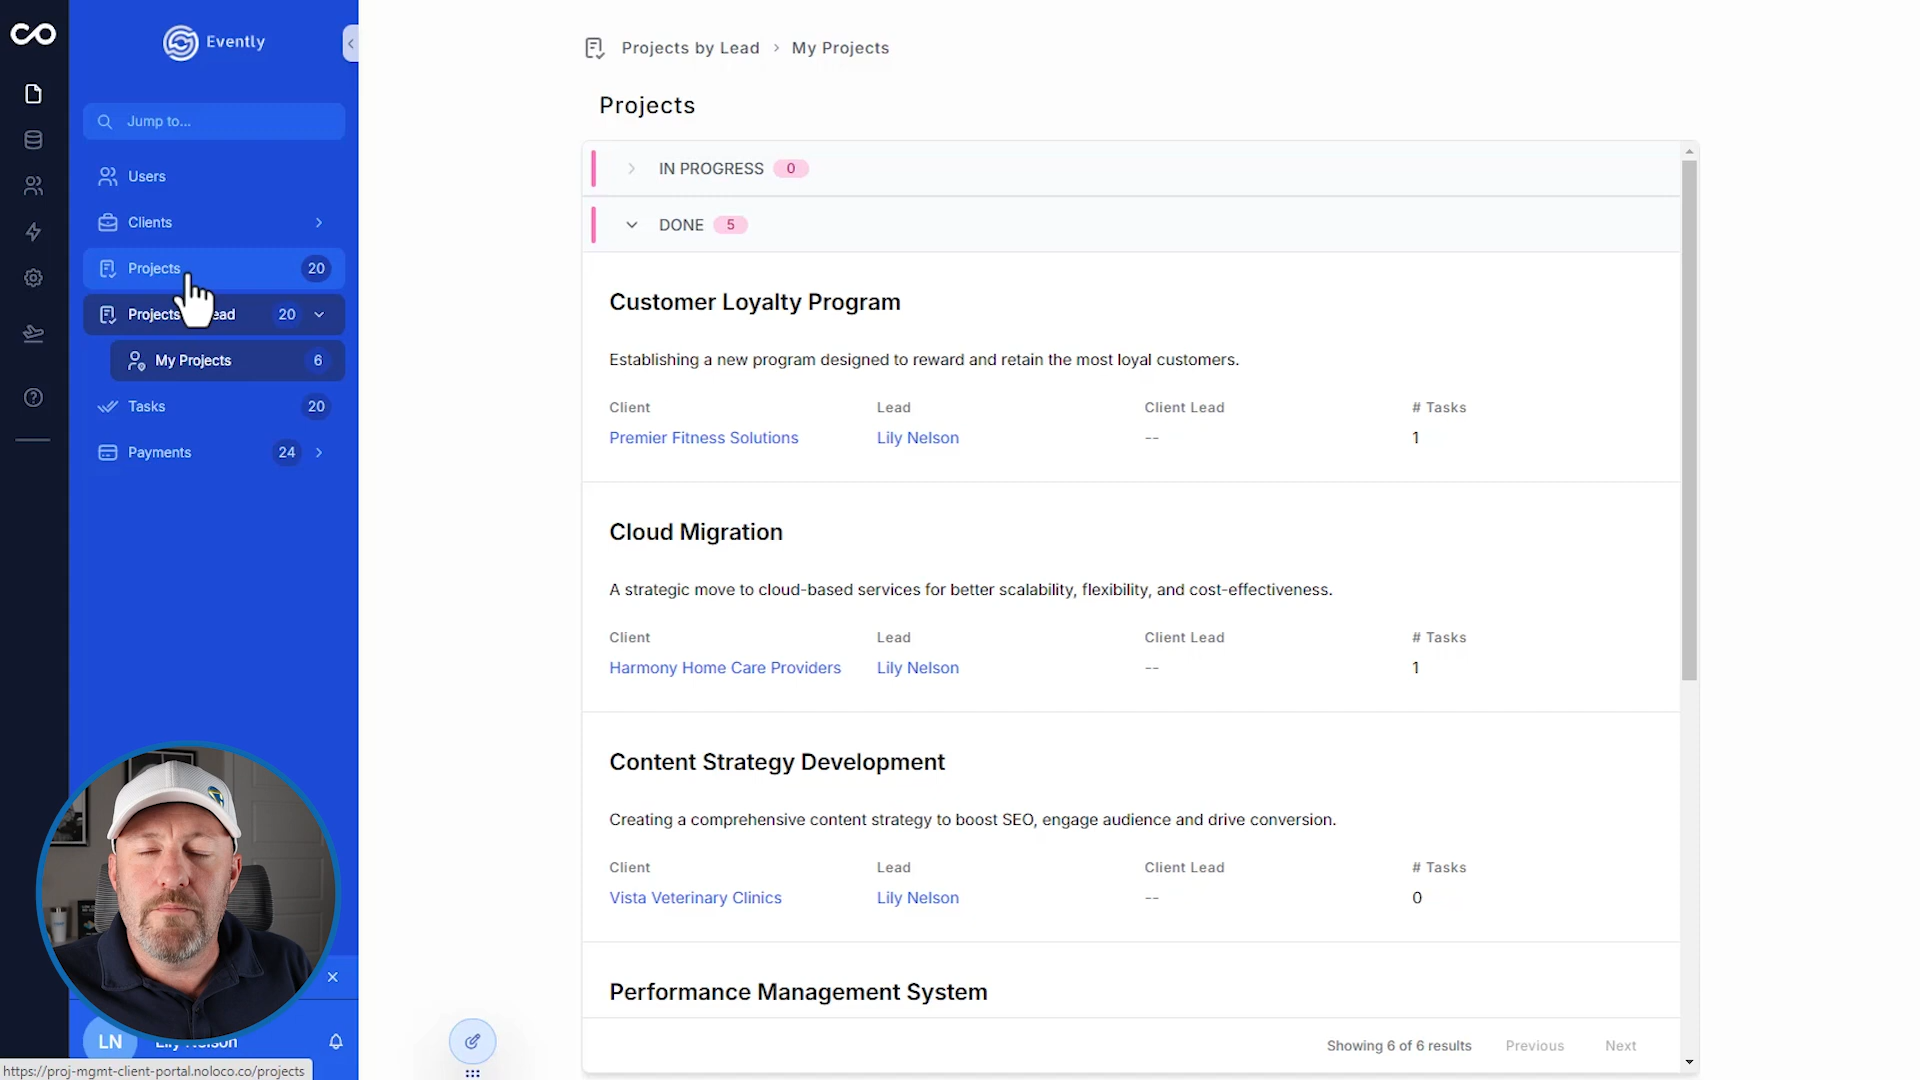 Evently
Jump to...
Users
Clients
Projects 20
Projects ead 20
My Projects 6
Tasks 20
Payments 24
LN Lily Nelson
https://proj-mgmt-client-portal.noloco.co/projects
Projects by Lead > My Projects
Projects
IN PROGRESS 0
DONE 5
Customer Loyalty Program
Establishing a new program designed to reward and retain the most loyal customers.
Client Lead Client Lead # Tasks
Premier Fitness Solutions Lily Nelson -- 1
Cloud Migration
A strategic move to cloud-based services for better scalability, flexibility, and cost-effectiveness.
Client Lead Client Lead # Tasks
Harmony Home Care Providers Lily Nelson -- 1
Content Strategy Development
Creating a comprehensive content strategy to boost SEO, engage audience and drive conversion.
Client Lead Client Lead # Tasks
Vista Veterinary Clinics Lily Nelson -- 0
Performance Management System
Showing 6 of 6 results Previous Next